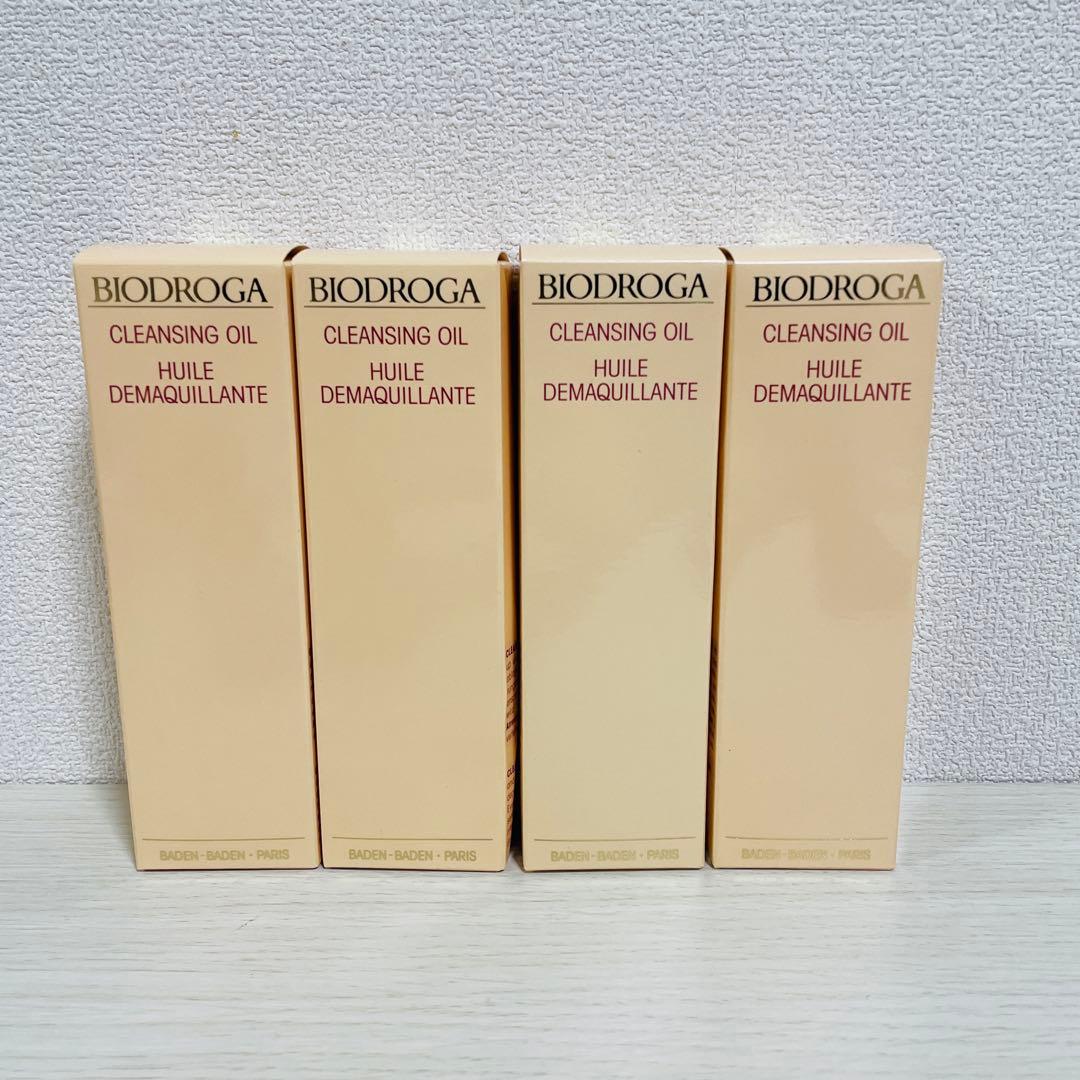 BIODROGA
CLEANSING OIL
HUILE
DEMAQUILLANTE
BADEN-BADEN · PARIS
BIODROGA
CLEANSING OIL
HUILE
DEMAQUILLANTE
BADEN-BADEN · PARIS
BIODROGA
CLEANSING OIL
HUILE
DEMAQUILLANTE
BADEN-BADEN · PARIS
BIODROGA
CLEANSING OIL
HUILE
DEMAQUILLANTE
BADEN-BADEN · PARIS